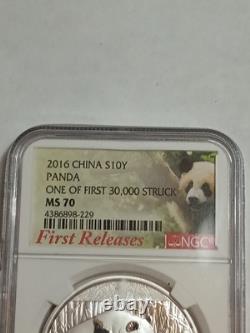 2016 CHINA S10Y
PANDA
ONE OF FIRST 30,000 STRUCK
MS 70
4386898-229
First Releases
NGC